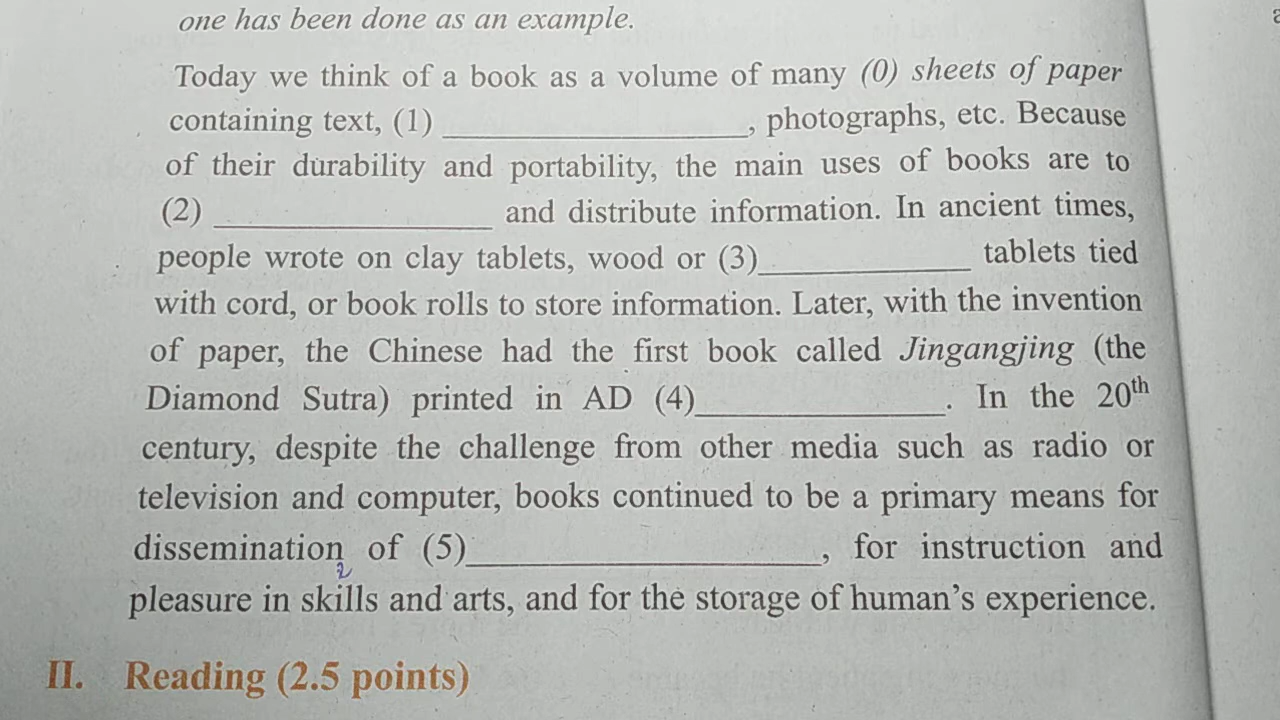 one has been done as an example.
Today we think of a book as a volume of many (0) sheets of paper
containing text, (1) ______________, photographs, etc. Because
of their durability and portability, the main uses of books are to
(2) ______________ and distribute information. In ancient times,
people wrote on clay tablets, wood or (3)______________ tablets tied
with cord, or book rolls to store information. Later, with the invention
of paper, the Chinese had the first book called Jingangjing (the
Diamond Sutra) printed in AD (4)______________. In the 20th
century, despite the challenge from other media such as radio or
television and computer, books continued to be a primary means for
dissemination of (5)______________, for instruction and
pleasure in skills and arts, and for the storage of human's experience.
II. Reading (2.5 points)